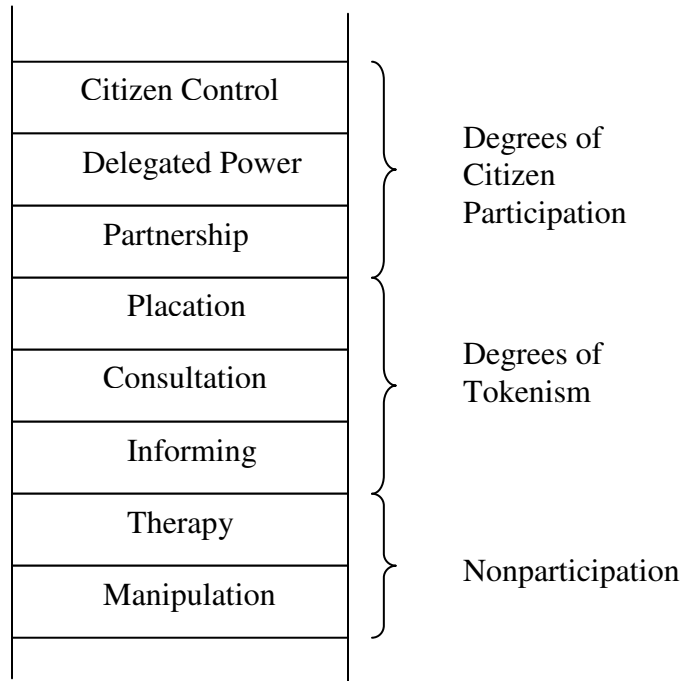 Citizen Control
Delegated Power
Partnership
Placation
Consultation
Informing
Therapy
Manipulation
Degrees of
Citizen
Participation
Degrees of
Tokenism
Nonparticipation